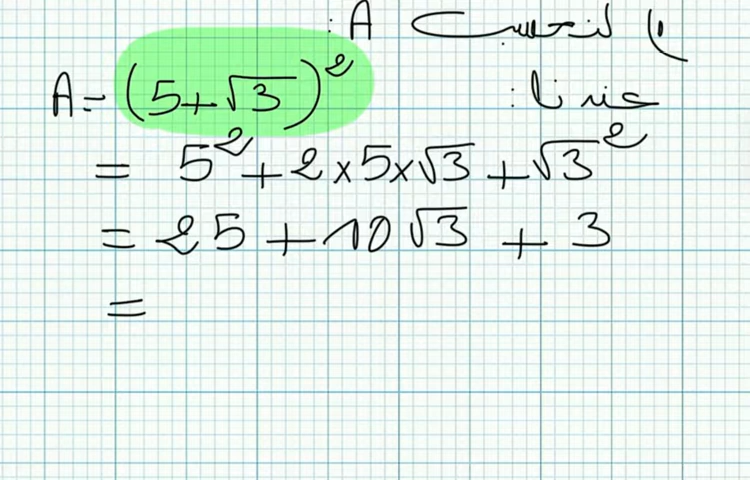 1) لنحسب A :
عندنا :
A = (5+√3)²
= 5² + 2×5×√3 + √3²
= 25 + 10√3 + 3
=